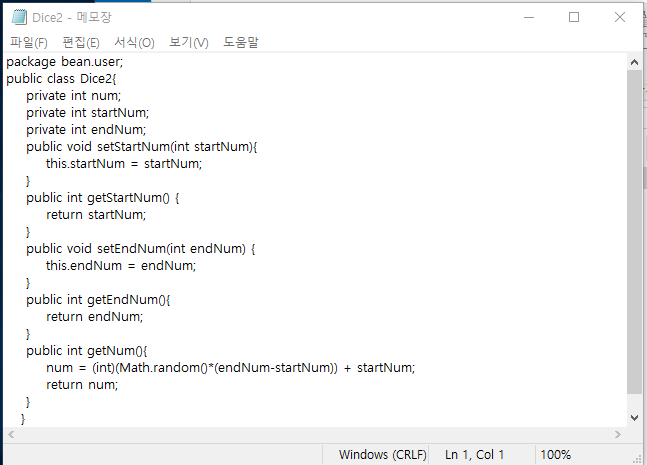 Dice2 - 메모장
파일(F) 편집(E) 서식(O) 보기(V) 도움말
package bean.user;
public class Dice2{
private int num;
private int startNum;
private int endNum;
public void setStartNum(int startNum){
this.startNum = startNum;
}
public int getStartNum() {
return startNum;
}
public void setEndNum(int endNum) {
this.endNum = endNum;
}
public int getEndNum(){
return endNum;
}
public int getNum(){
num = (int)(Math.random()*(endNum-startNum)) + startNum;
return num;
}
}
Windows (CRLF) Ln 1, Col 1 100%